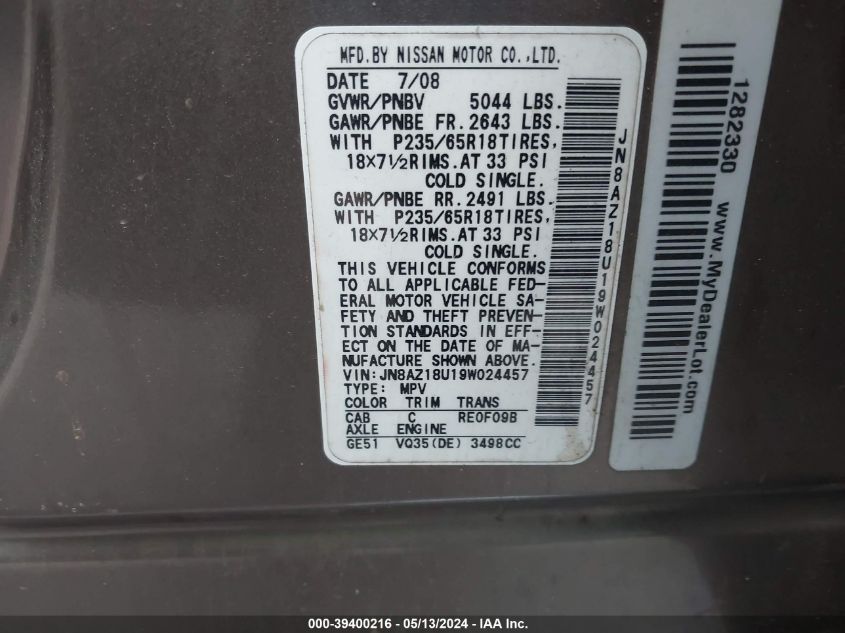 MFD.BY NISSAN MOTOR CO.,LTD.
DATE 7/08
GVWR/PNBV 5044 LBS.
GAWR/PNBE FR. 2643 LBS.
WITH P235/65R18TIRES,
18×7½RIMS.AT 33 PSI
COLD SINGLE.
GAWR/PNBE RR. 2491 LBS.
WITH P235/65R18TIRES,
18×7½RIMS.AT 33 PSI
COLD SINGLE.
THIS VEHICLE CONFORMS
TO ALL APPLICABLE FED-
ERAL MOTOR VEHICLE SA-
FETY AND THEFT PREVEN-
TION STANDARDS IN EFF-
ECT ON THE DATE OF MA-
NUFACTURE SHOWN ABOVE.
VIN:JN8AZ18U19W024457
TYPE: MPV
COLOR TRIM TRANS
CAB C RE0F09B
AXLE ENGINE
GE51 VQ35(DE) 3498CC
JN8AZ18U19W024457
1282330 www.MyDealerLot.com
000-39400216 - 05/13/2024 - IAA Inc.